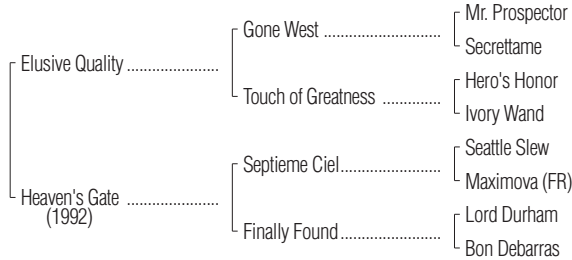 Mr. Prospector
Gone West ......................
Secrettame
Elusive Quality .....................
Hero's Honor
Touch of Greatness .............
Ivory Wand
Seattle Slew
Septieme Ciel......................
Maximova (FR)
Heaven's Gate .....................
(1992)
Lord Durham
Finally Found......................
Bon Debarras